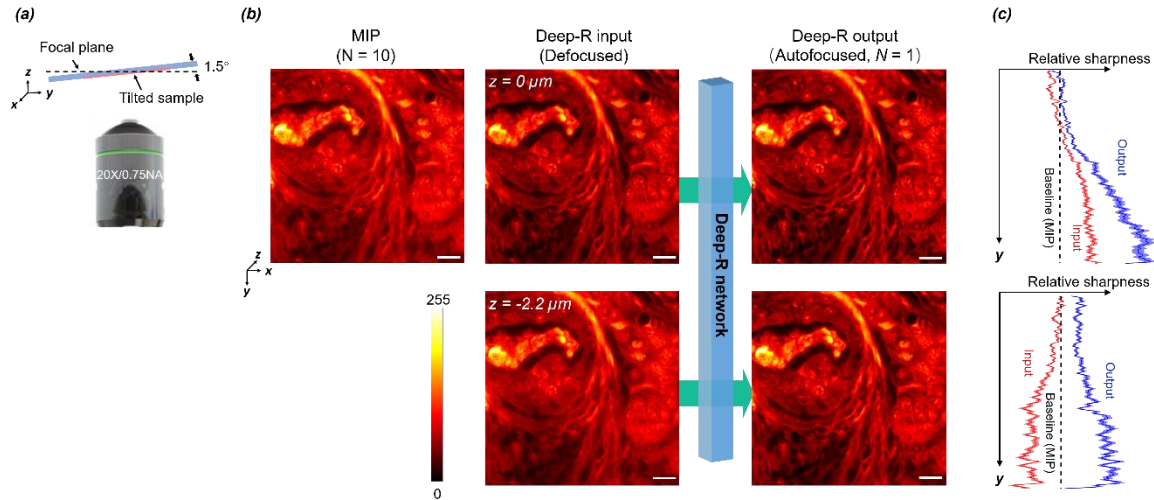 (a)
Focal plane
z
x
y
1.5°
Tilted sample
20X/0.75NA
(b)
MIP
(N = 10)
Deep-R input
(Defocused)
Deep-R output
(Autofocused, N = 1)
z = 0 µm
z
x
y
Deep-R network
255
0
z = -2.2 µm
(c)
Relative sharpness
Output
Baseline (MIP)
Input
y
Relative sharpness
Input
Baseline (MIP)
Output
y